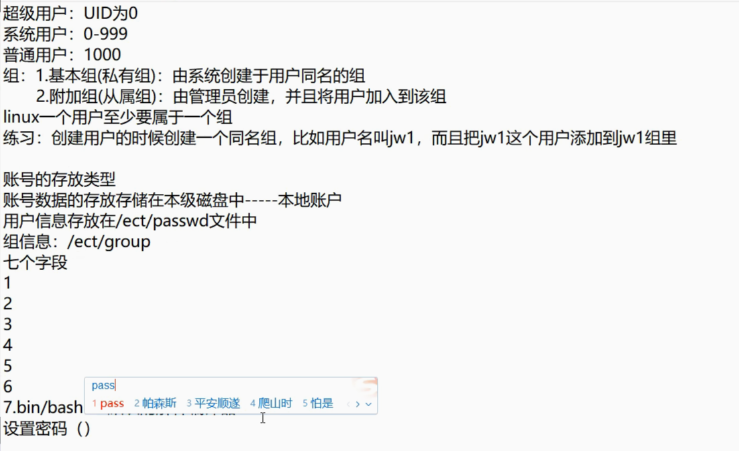 超级用户：UID为0
系统用户：0-999
普通用户：1000
组：1.基本组(私有组)：由系统创建于用户同名的组
2.附加组(从属组)：由管理员创建，并且将用户加入到该组
linux一个用户至少要属于一个组
练习：创建用户的时候创建一个同名组，比如用户名叫jw1，而且把jw1这个用户添加到jw1组里
账号的存放类型
账号数据的存放存储在本级磁盘中-----本地账户
用户信息存放在/ect/passwd文件中
组信息：/ect/group
七个字段
1
2
3
4
5
6
pass
1 pass 2 帕森斯 3 平安顺遂 4 爬山时 5 怕是
7.bin/bash
设置密码（）